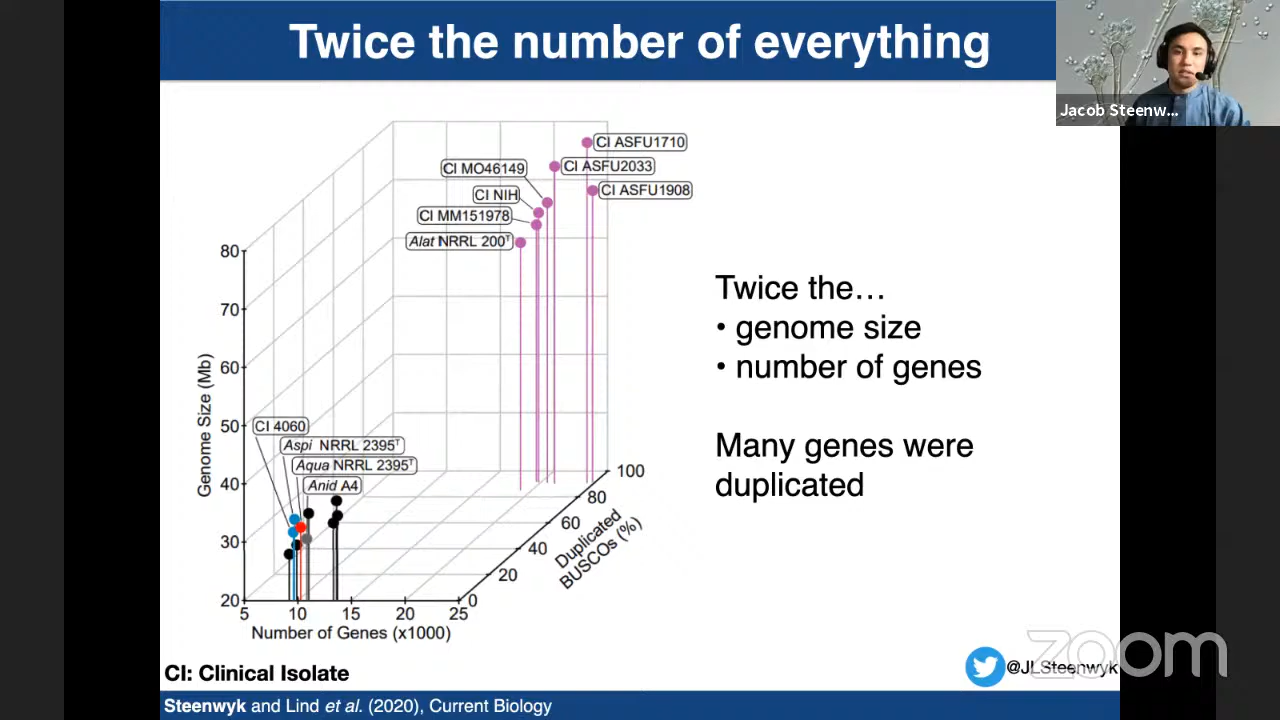 Twice the number of everything
Jacob Steenw...
CI ASFU1710
CI MO46149
CI ASFU2033
CI NIH
CI ASFU1908
CI MM151978
Alat NRRL 200ᵀ
80
70
60
50
40
30
20
Genome Size (Mb)
CI 4060
Aspi NRRL 2395ᵀ
Aqua NRRL 2395ᵀ
Anid A4
5
10
15
20
25
Number of Genes (x1000)
0
20
40
60
80
100
Duplicated
BUSCOs (%)
Twice the…
• genome size
• number of genes
Many genes were
duplicated
CI: Clinical Isolate
@JLSteenwyk
zoom
Steenwyk and Lind et al. (2020), Current Biology